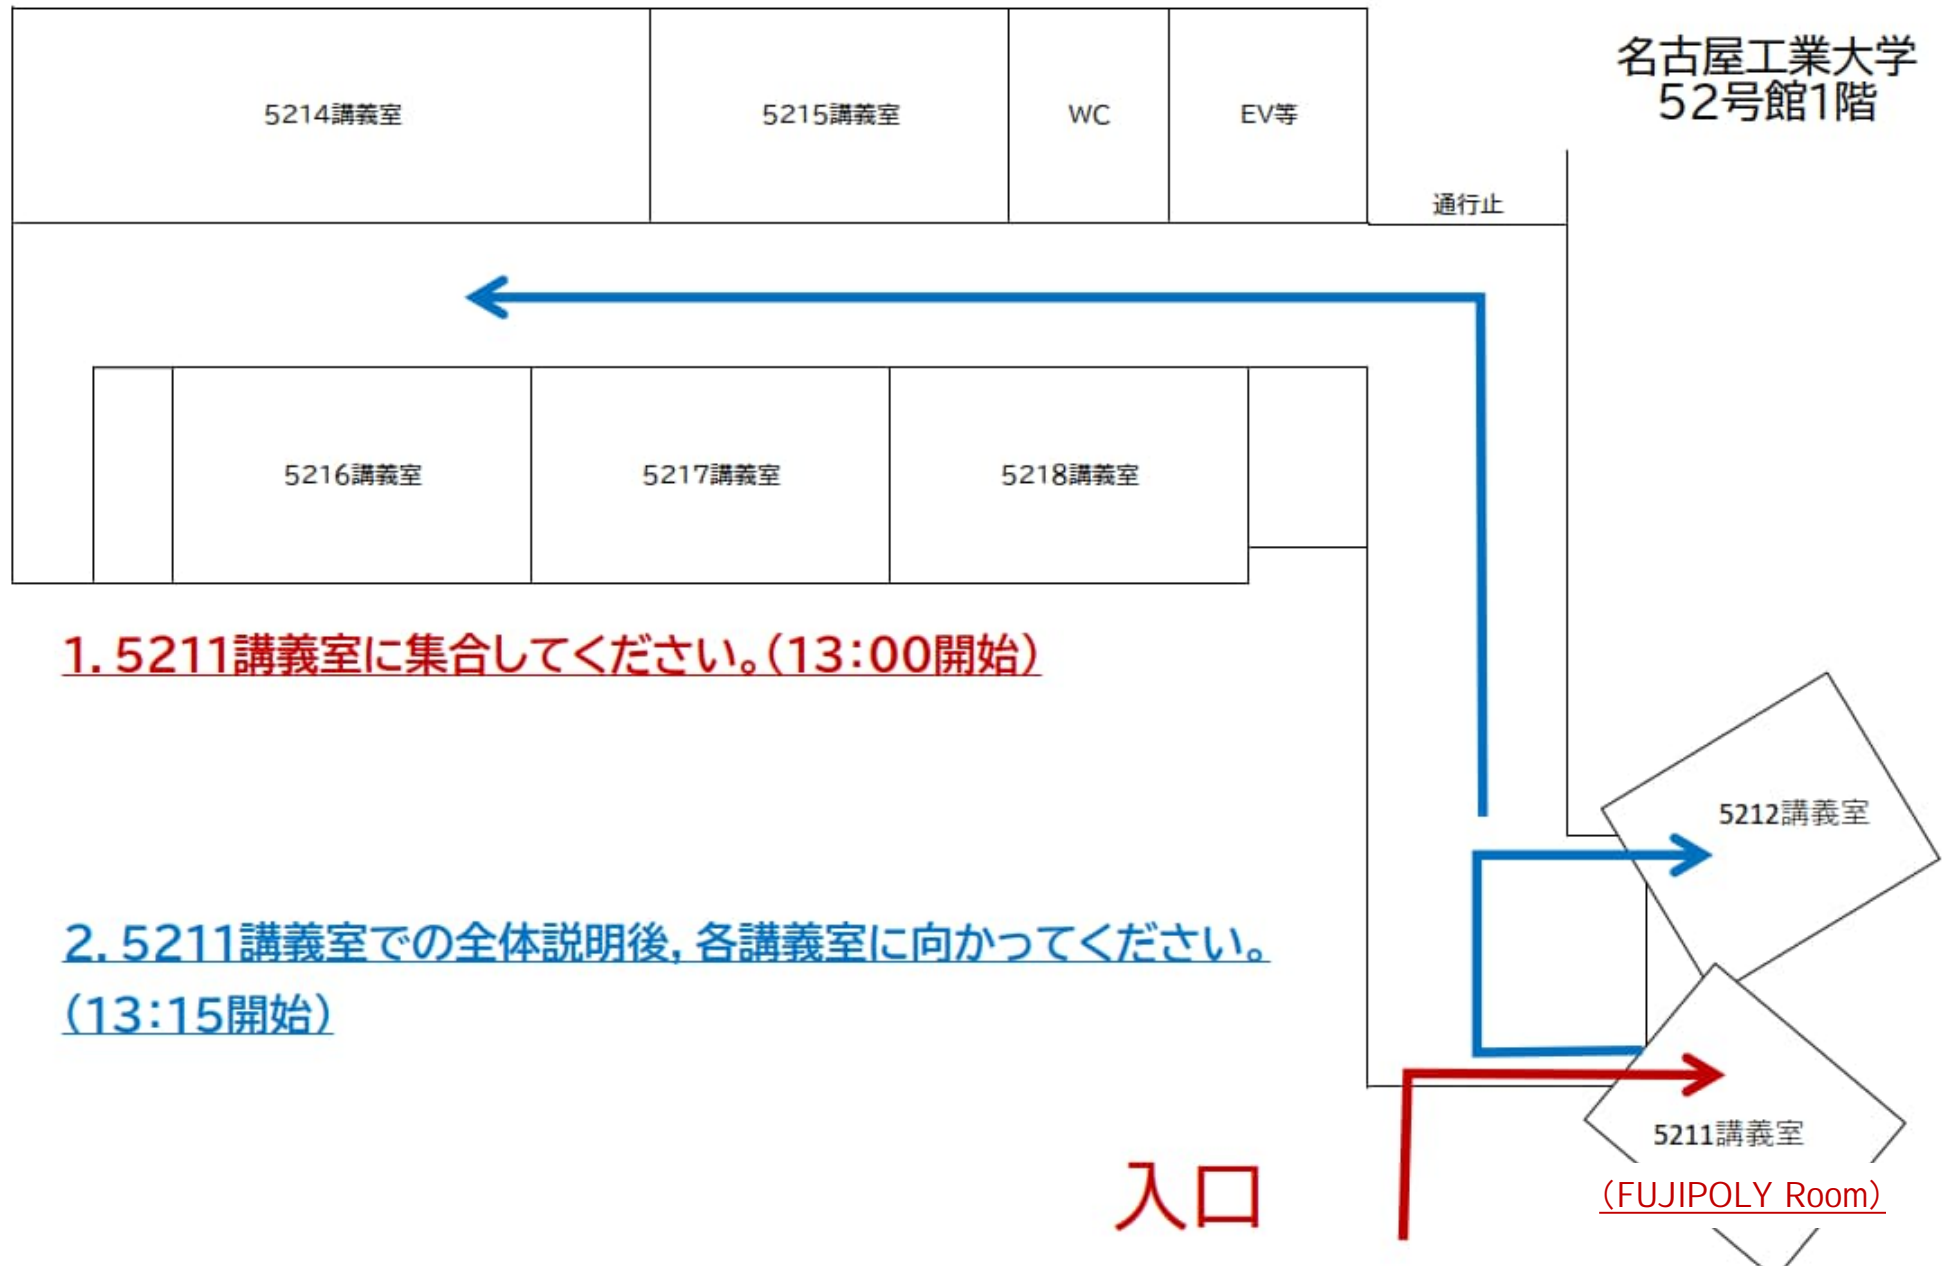 名古屋工業大学
52号館1階
5214講義室
5215講義室
WC
EV等
通行止
5216講義室
5217講義室
5218講義室
1.5211講義室に集合してください。(13:00開始)
5212講義室
2.5211講義室での全体説明後,各講義室に向かってください。
(13:15開始)
5211講義室
(FUJIPOLY Room)
入口